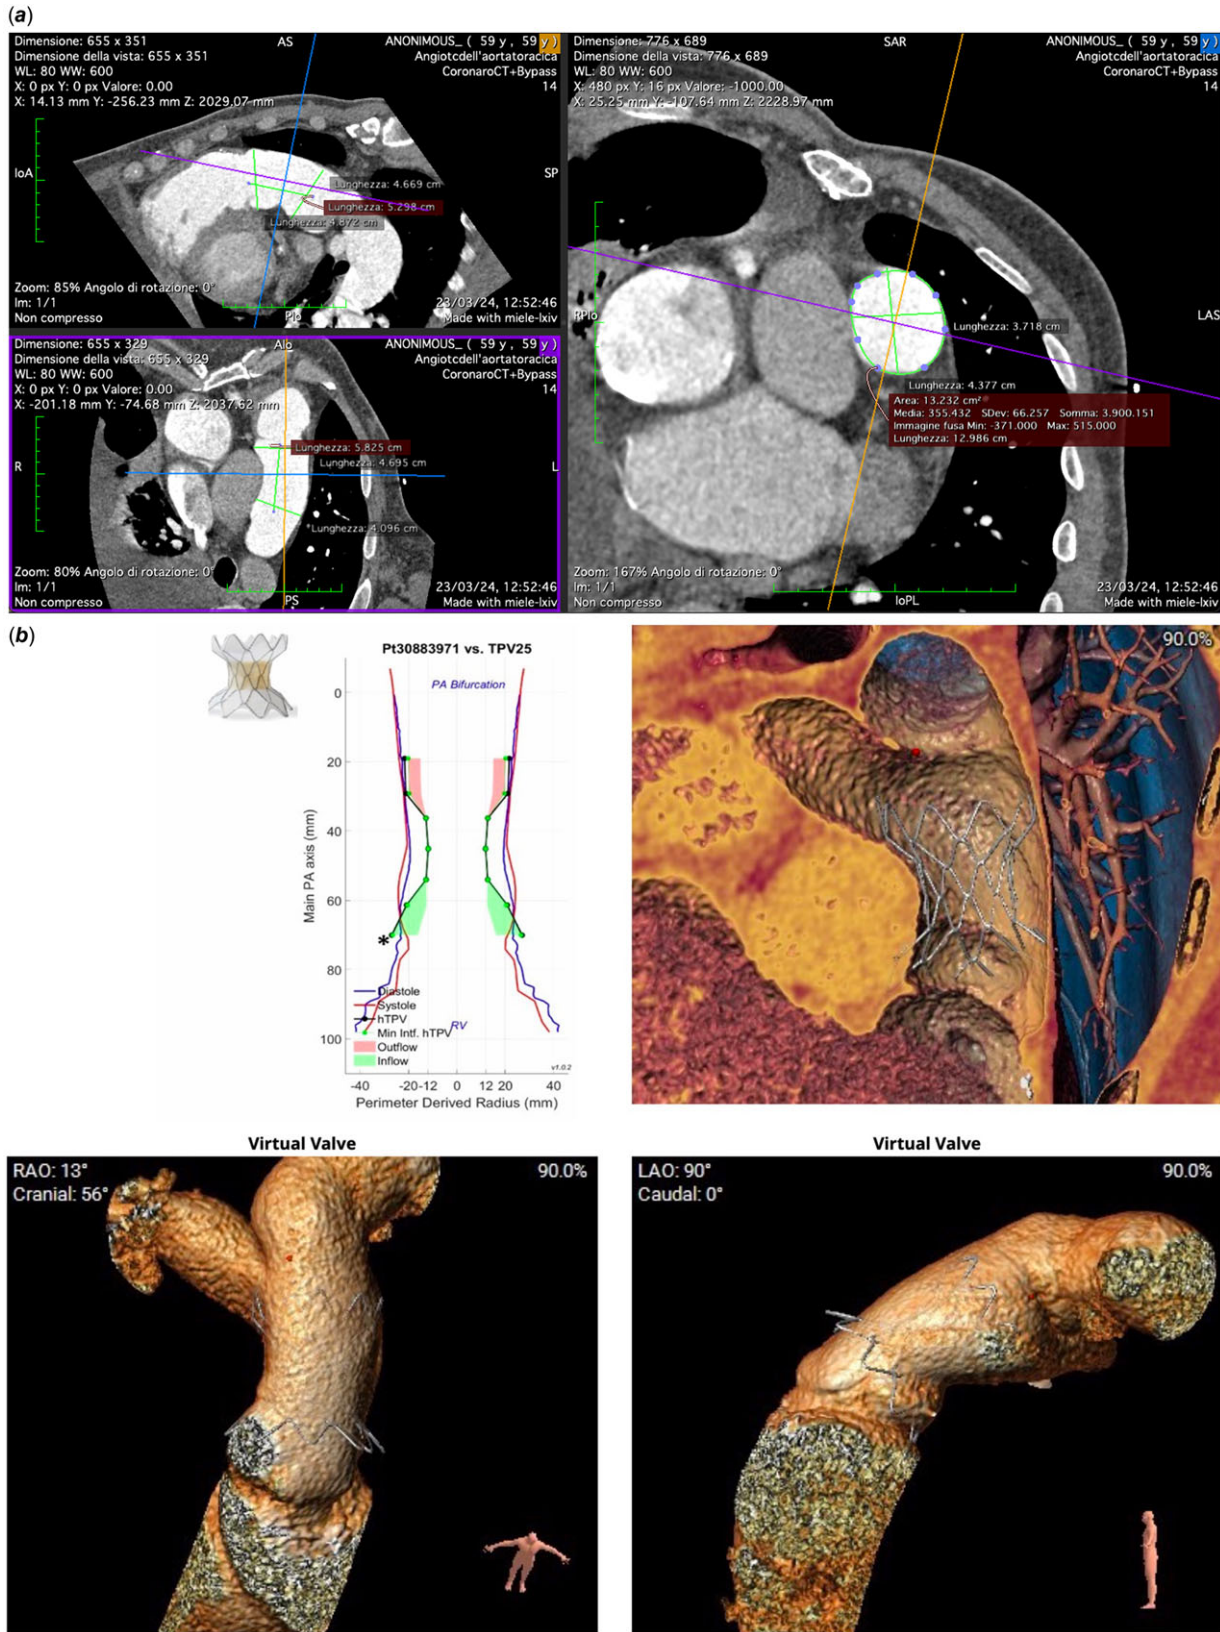 (a)
Dimensione: 655 x 351
AS
ANONIMOUS_ ( 59 y , 59 y )
Dimensione della vista: 655 x 351
Angiotcdell'aortatoracica
WL: 80 WW: 600
CoronaroCT+Bypass
X: 0 px Y: 0 px Valore: 0.00
14
X: 14.13 mm Y: -256.23 mm Z: 2029.07 mm
IoA
SP
Lunghezza: 4.669 cm
Lunghezza: 5.298 cm
Lunghezza: 4.872 cm
Zoom: 85% Angolo di rotazione: 0°
Im: 1/1
23/03/24, 12:52:46
Non compresso
PIo
Made with miele-lxiv
Dimensione: 655 x 329
AIo
ANONIMOUS_ ( 59 y , 59 y )
Dimensione della vista: 655 x 329
Angiotcdell'aortatoracica
WL: 80 WW: 600
CoronaroCT+Bypass
X: 0 px Y: 0 px Valore: 0.00
14
X: -201.18 mm Y: -74.68 mm Z: 2037.62 mm
Lunghezza: 5.825 cm
Lunghezza: 4.695 cm
R
L
Lunghezza: 4.096 cm
Zoom: 80% Angolo di rotazione: 0°
Im: 1/1
23/03/24, 12:52:46
Non compresso
PS
Made with miele-lxiv
Dimensione: 776 x 689
SAR
ANONIMOUS_ ( 59 y , 59 y )
Dimensione della vista: 776 x 689
Angiotcdell'aortatoracica
WL: 80 WW: 600
CoronaroCT+Bypass
X: 480 px Y: 16 px Valore: -1000.00
14
X: 25.25 mm Y: -107.64 mm Z: 2228.97 mm
RPIo
LAS
Lunghezza: 3.718 cm
Lunghezza: 4.377 cm
Area: 13.232 cm²
Media: 355.432 SDev: 66.257 Somma: 3.900.151
Immagine fusa Min: -371.000 Max: 515.000
Lunghezza: 12.986 cm
Zoom: 167% Angolo di rotazione: 0°
Im: 1/1
23/03/24, 12:52:46
Non compresso
IoPL
Made with miele-lxiv
(b)
Pt30883971 vs. TPV25
PA Bifurcation
0
20
40
60
80
100
Main PA axis (mm)
*
Diastole
Systole
hTPV
RV
Min Intf. hTPV
Outflow
Inflow
v1.0.2
-40 -20 -12 0 12 20 40
Perimeter Derived Radius (mm)
90.0%
Virtual Valve
RAO: 13°
90.0%
Cranial: 56°
Virtual Valve
LAO: 90°
90.0%
Caudal: 0°